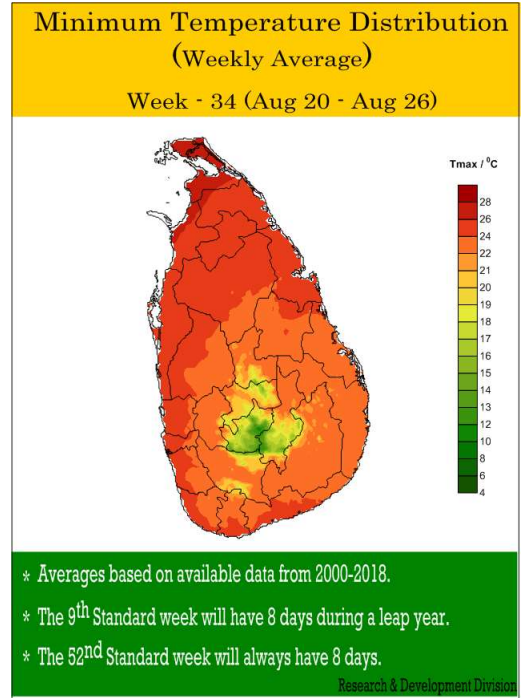 Minimum Temperature Distribution
(Weekly Average)
Week - 34 (Aug 20 - Aug 26)
Tmax / ⁰C
28
26
24
22
21
20
19
18
17
16
15
14
13
12
10
8
6
4
* Averages based on available data from 2000-2018.
* The 9th Standard week will have 8 days during a leap year.
* The 52nd Standard week will always have 8 days.
Research & Development Division